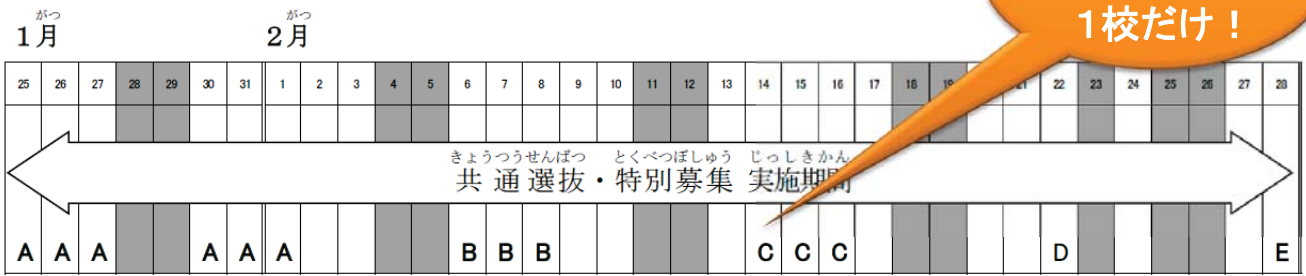 1校だけ！
がつ がつ
1月 2月
25 26 27 28 29 30 31 1 2 3 4 5 6 7 8 9 10 11 12 13 14 15 16 17 18 19 21 22 23 24 25 26 27 28
きょうつうせんばつ とくべつぼしゅう じっしきかん
共通選抜・特別募集 実施期間
A A A A A A B B B C C C D E